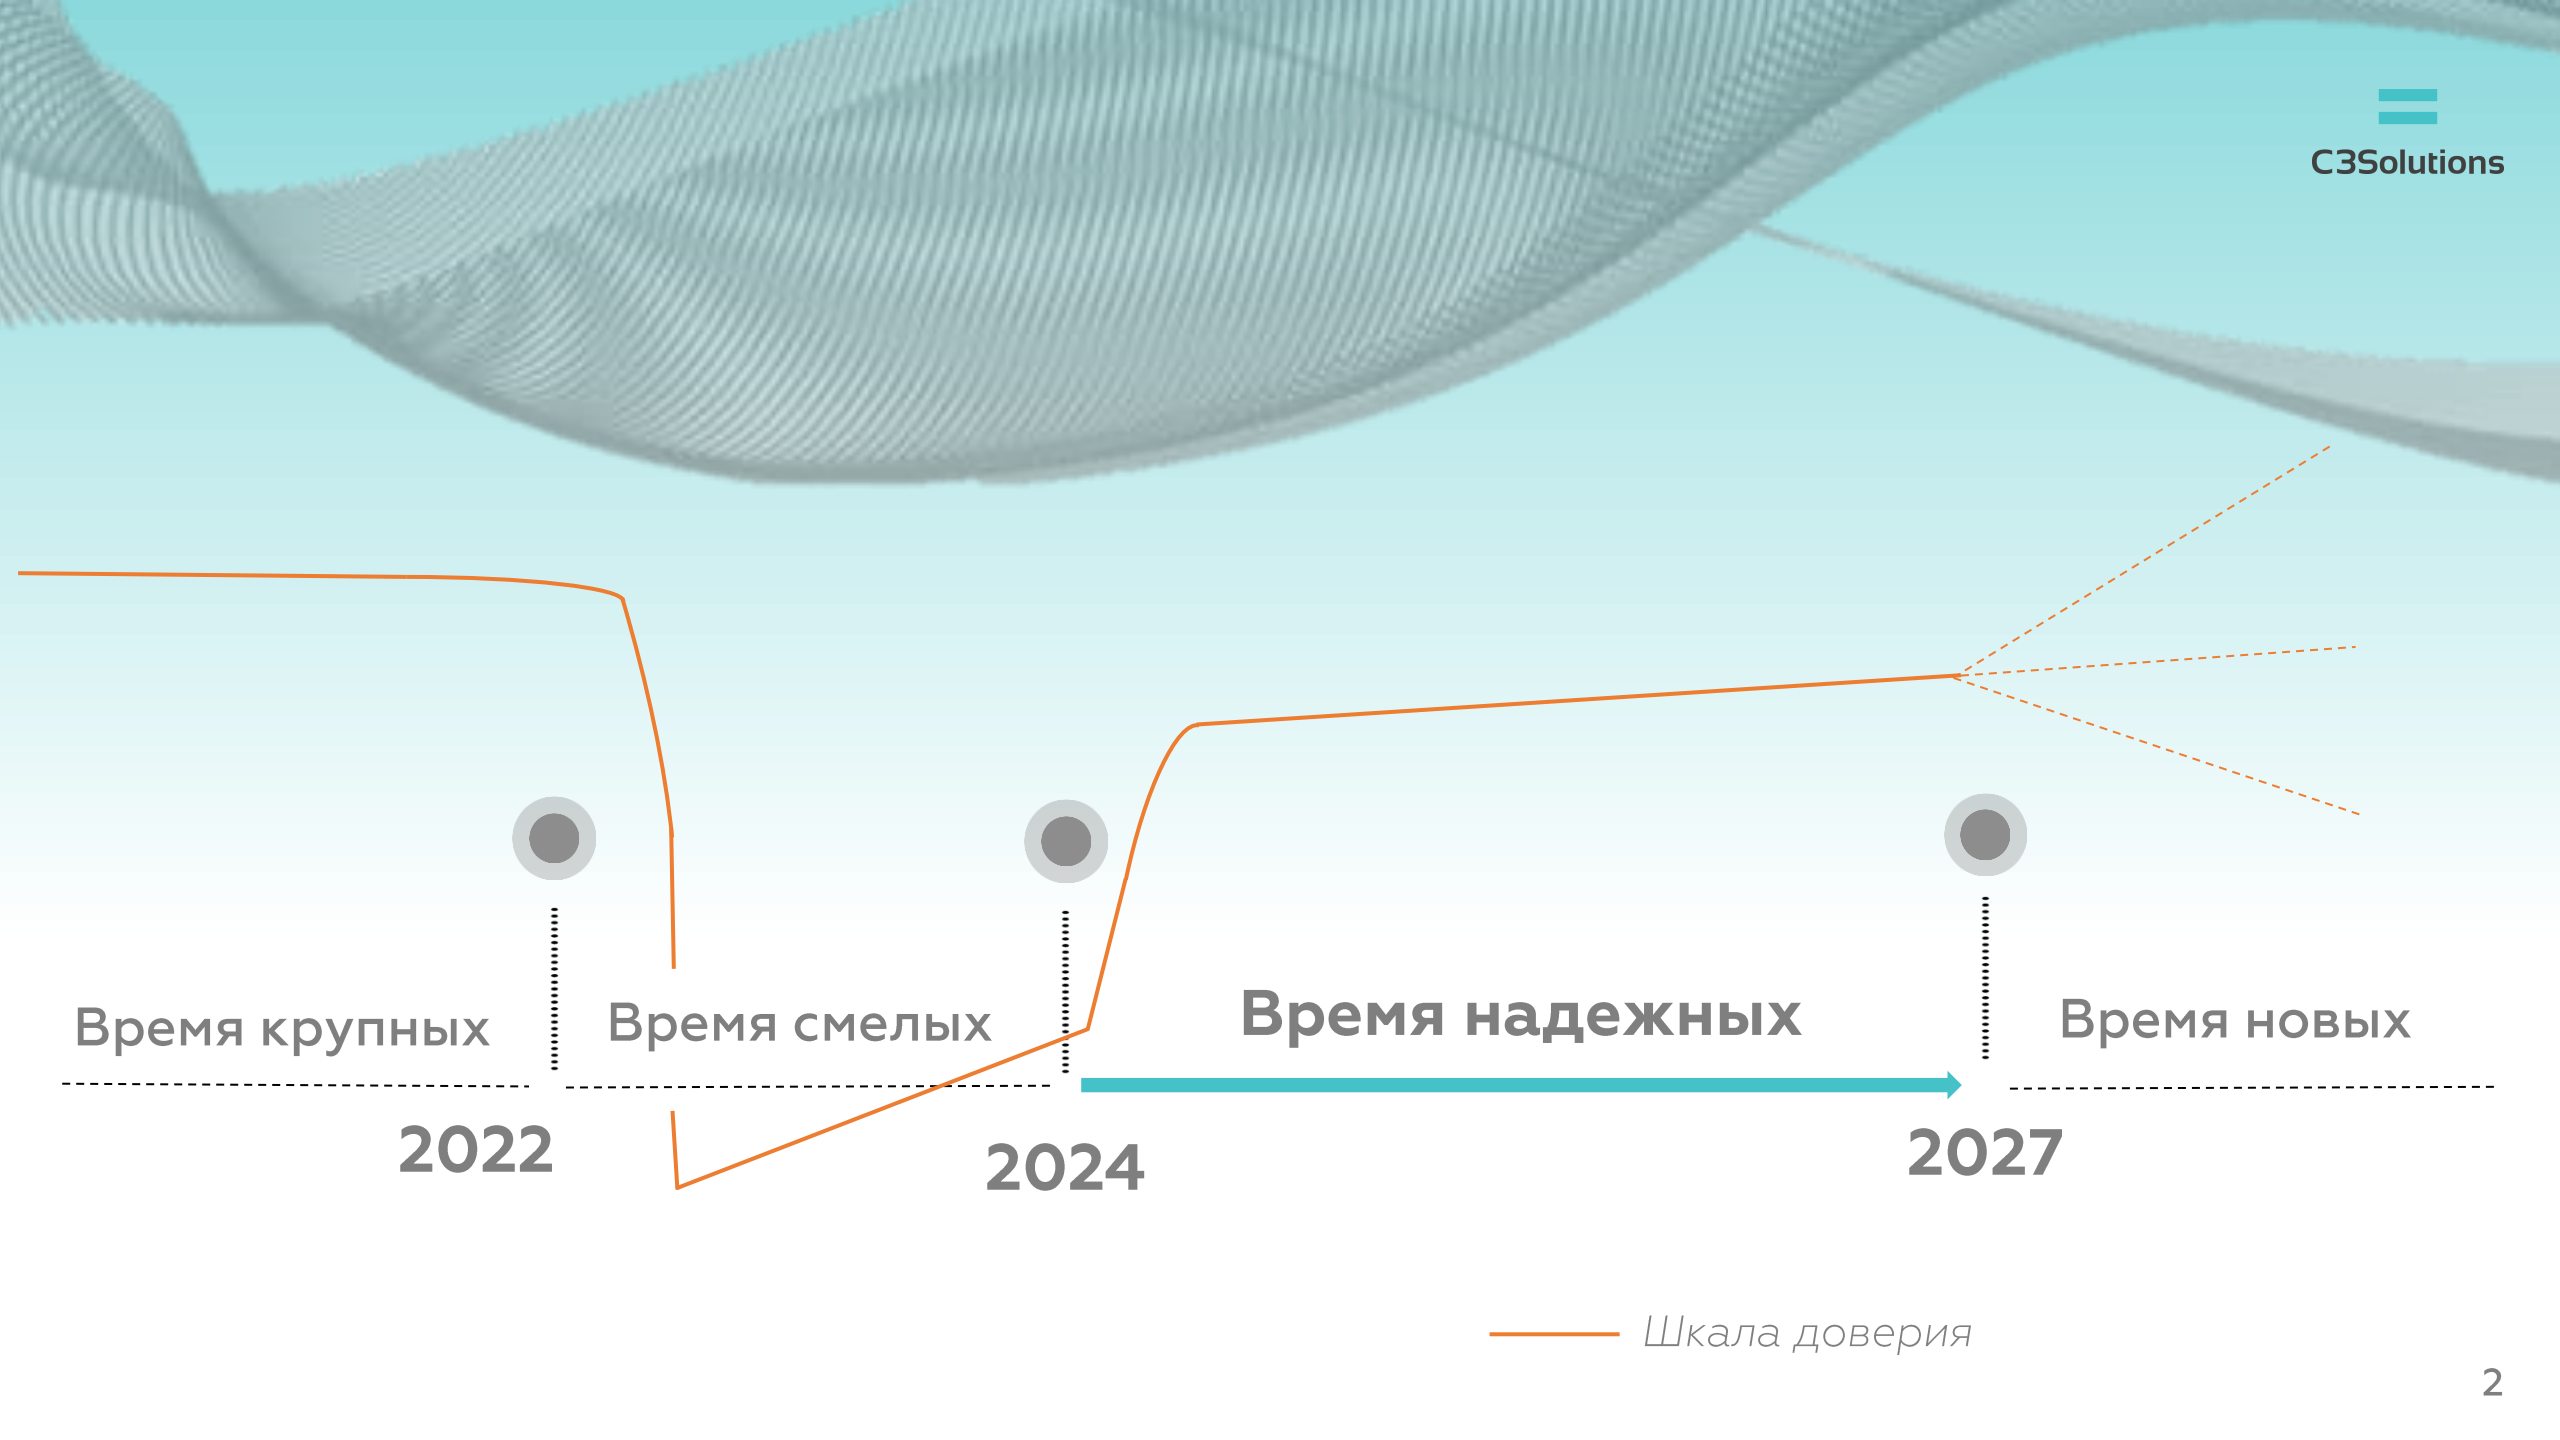 C3Solutions
Время крупных
Время смелых
Время надежных
Время новых
2022
2024
2027
Шкала доверия
2